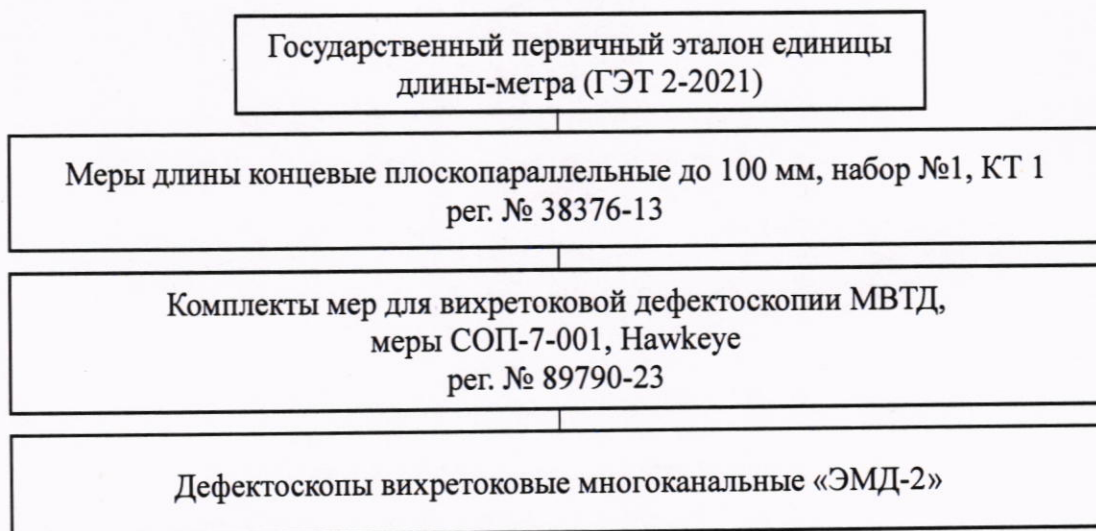 Государственный первичный эталон единицы
длины-метра (ГЭТ 2-2021)
Меры длины концевые плоскопараллельные до 100 мм, набор №1, КТ 1
рег. № 38376-13
Комплекты мер для вихретоковой дефектоскопии МВТД,
меры СОП-7-001, Hawkeye
рег. № 89790-23
Дефектоскопы вихретоковые многоканальные «ЭМД-2»